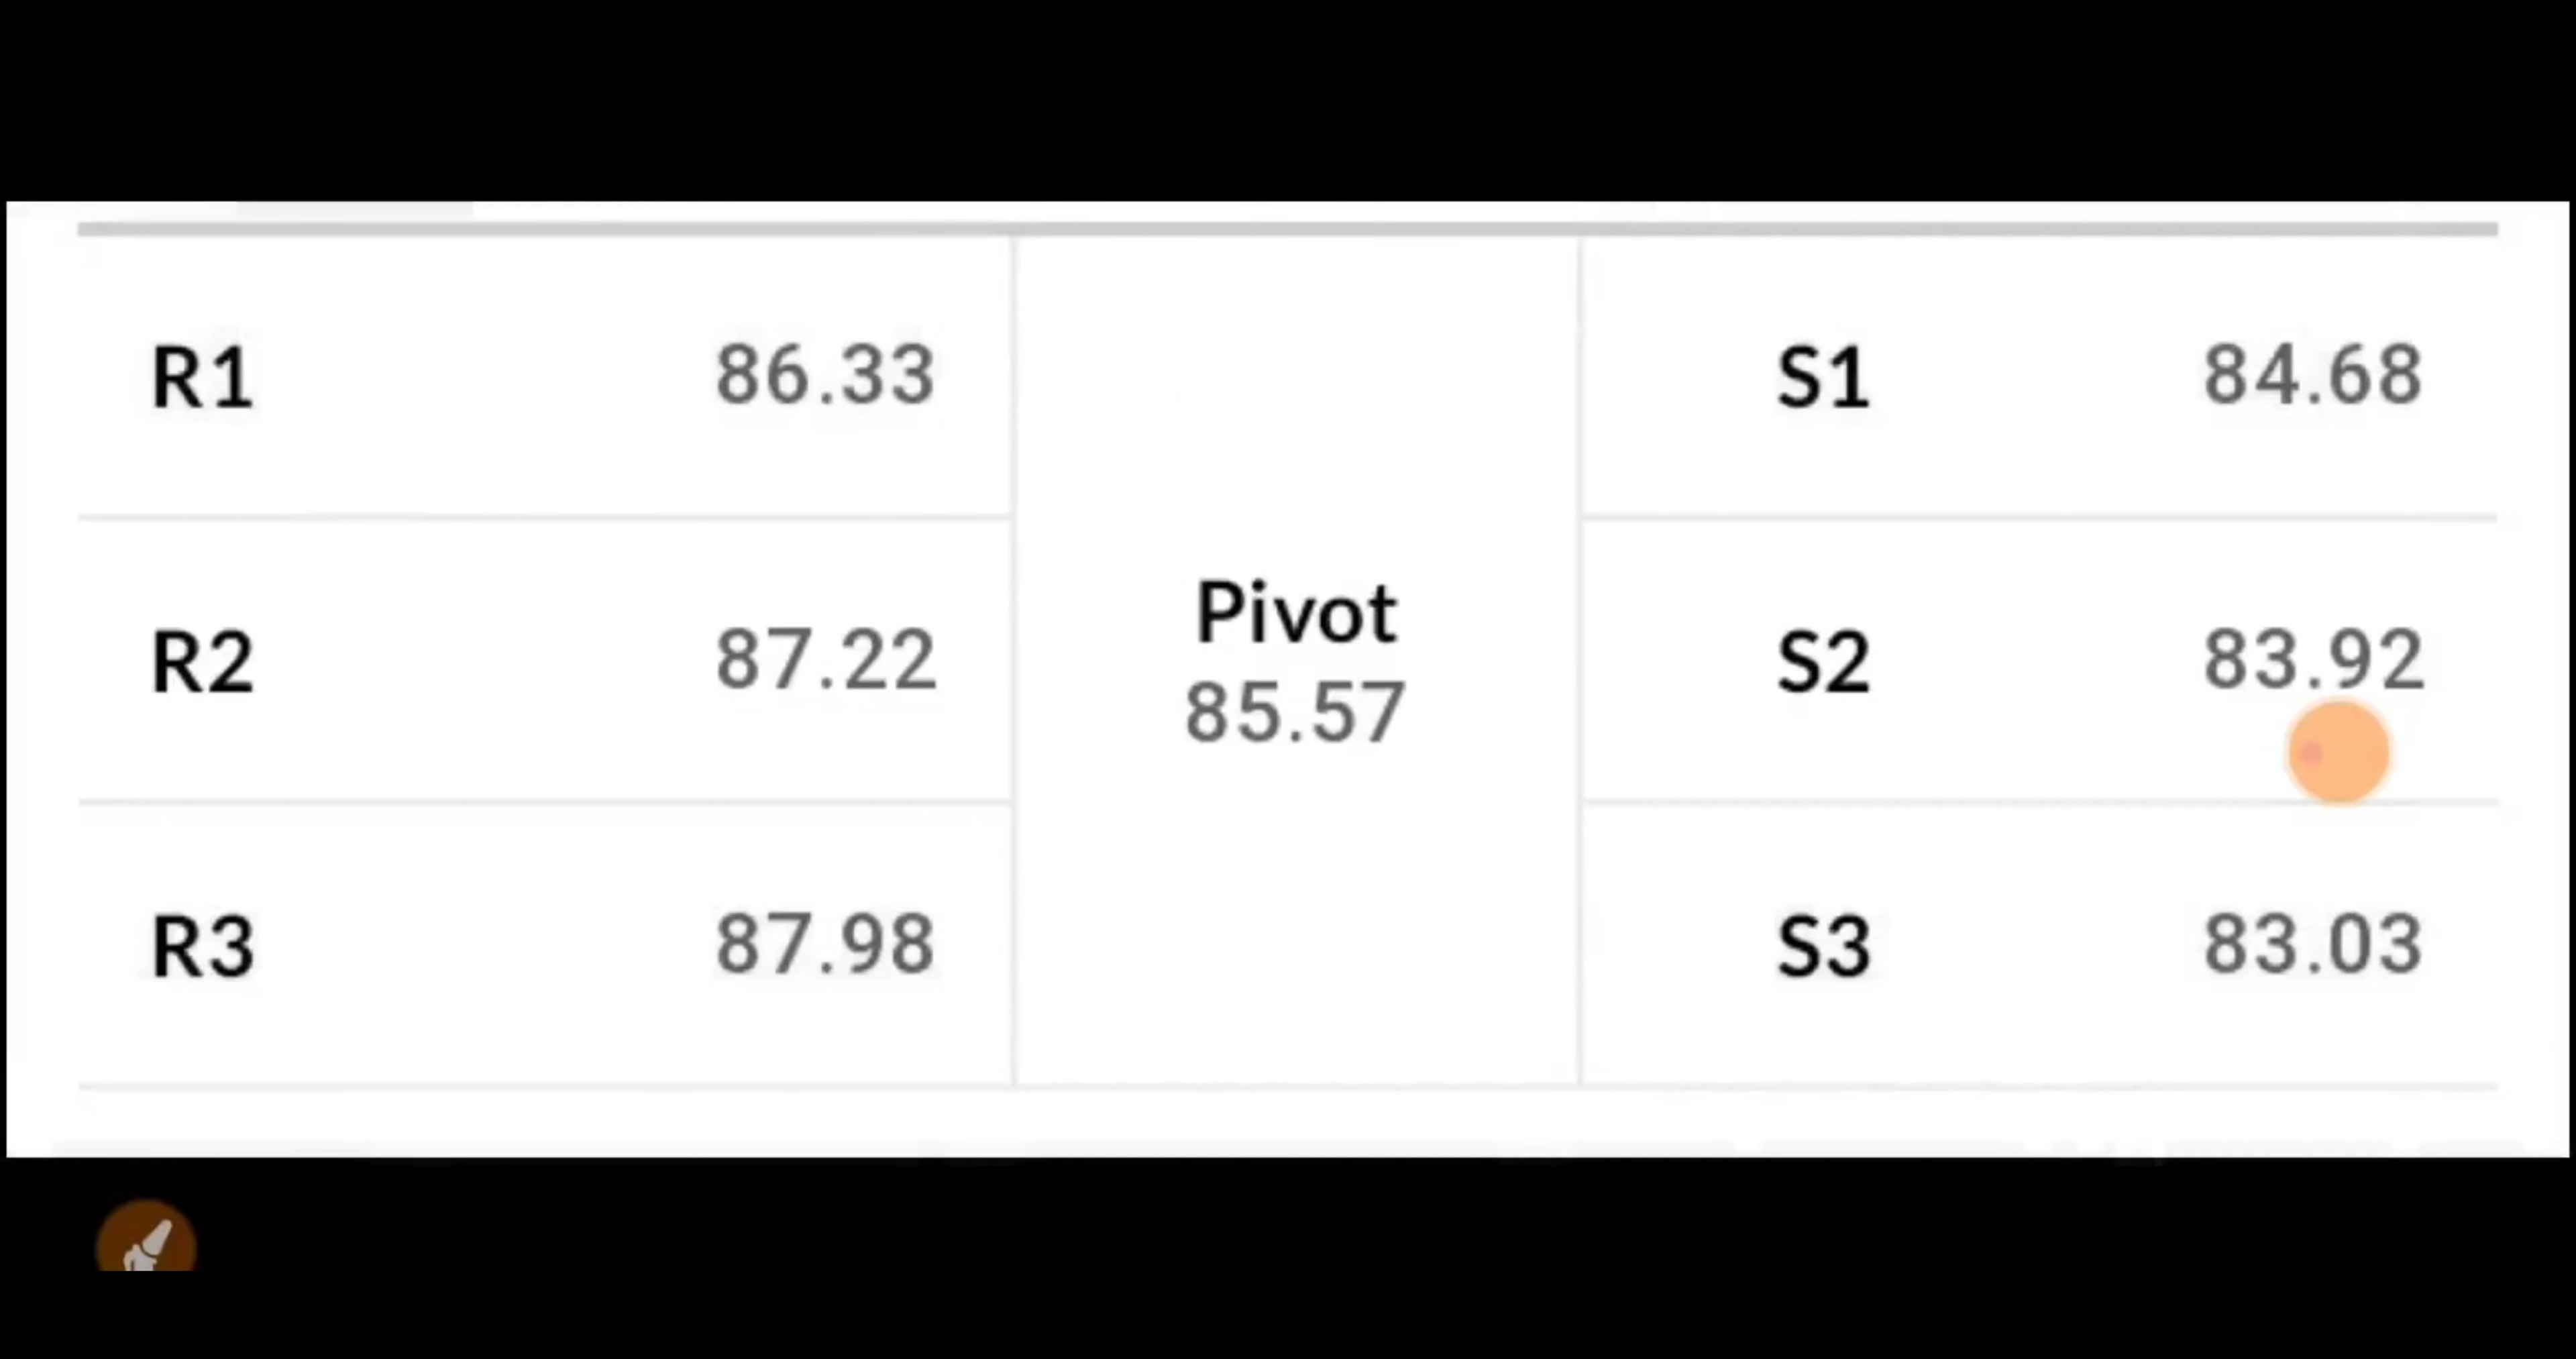 R1 86.33
R2 87.22
R3 87.98
Pivot
85.57
S1 84.68
S2 83.92
S3 83.03